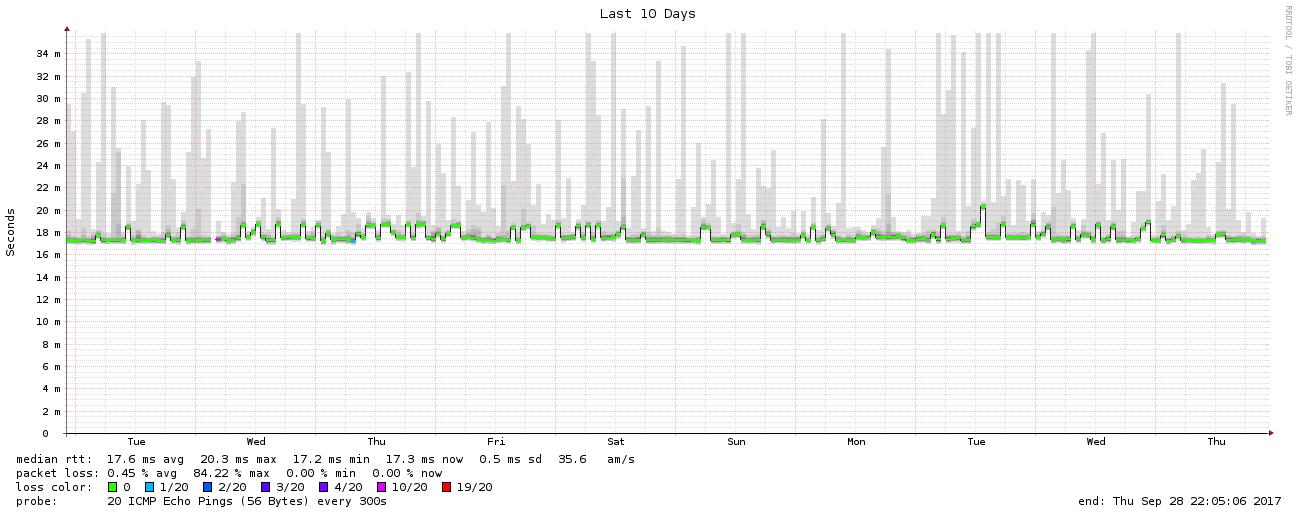 Last 10 Days
RRDTOOL / TOBI OETIKER
Seconds
34 m
32 m
30 m
28 m
26 m
24 m
22 m
20 m
18 m
16 m
14 m
12 m
10 m
8 m
6 m
4 m
2 m
0
Tue Wed Thu Fri Sat Sun Mon Tue Wed Thu
median rtt: 17.6 ms avg 20.3 ms max 17.2 ms min 17.3 ms now 0.5 ms sd 35.6 am/s
packet loss: 0.45 % avg 84.22 % max 0.00 % min 0.00 % now
loss color: 0 1/20 2/20 3/20 4/20 10/20 19/20
probe: 20 ICMP Echo Pings (56 Bytes) every 300s end: Thu Sep 28 22:05:06 2017